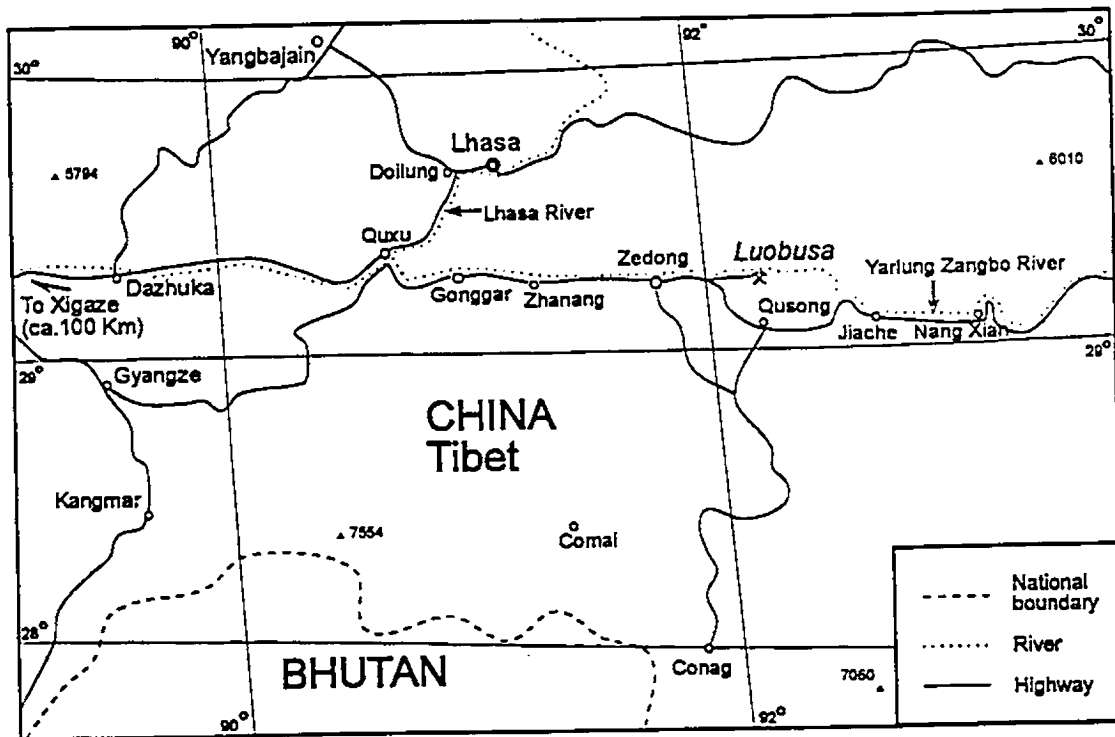 90°
92°
30°
Yangbajain
30°
Lhasa
5794
Doilung
6010
Lhasa River
Quxu
Zedong
Luobusa
Yarlung Zangbo River
Dazhuka
To Xigaze
(ca.100 Km)
Gonggar
Zhanang
Qusong
Jiache
Nang Xian
29°
29°
Gyangze
CHINA
Tibet
Kangmar
7554
Comai
National
boundary
River
Highway
28°
BHUTAN
Conag
7060
90°
92°